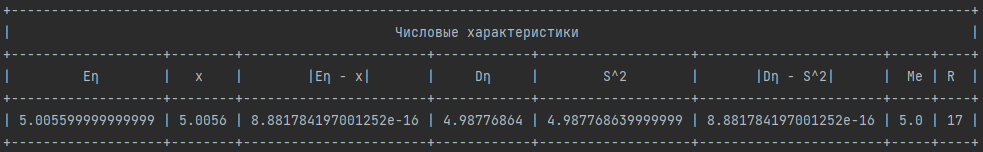 Числовые характеристики
Eη | x | |Eη - x| | Dη | S^2 | |Dη - S^2| | Me | R
5.005599999999999 | 5.0056 | 8.881784197001252e-16 | 4.98776864 | 4.987768639999999 | 8.881784197001252e-16 | 5.0 | 17